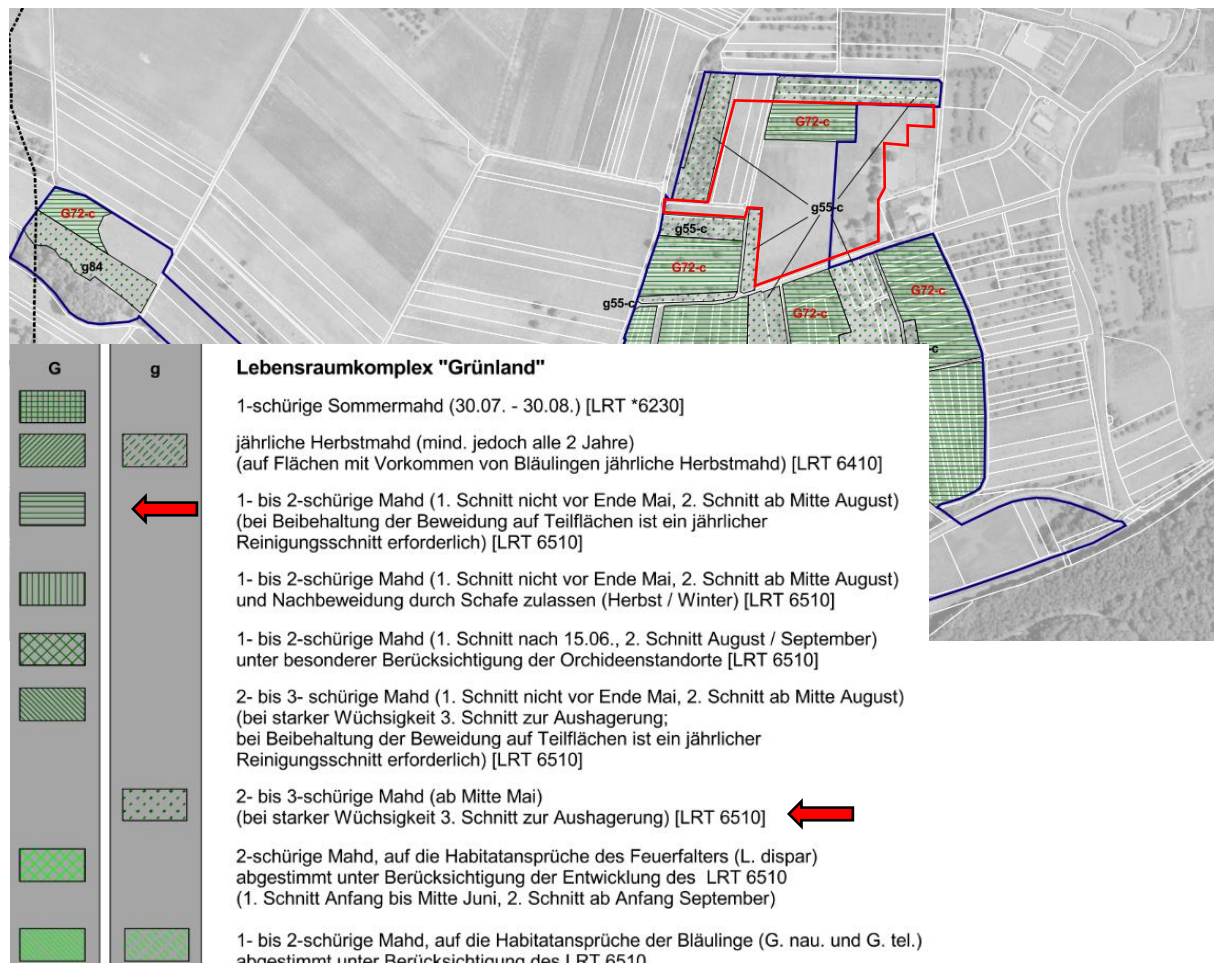 G72-c
g55-c
g55-c
G72-c
G72-c
g84
G72-c
g55-c
G72-c
-c
G
g
Lebensraumkomplex "Grünland"
1-schürige Sommermahd (30.07. - 30.08.) [LRT *6230]
jährliche Herbstmahd (mind. jedoch alle 2 Jahre)
(auf Flächen mit Vorkommen von Bläulingen jährliche Herbstmahd) [LRT 6410]
1- bis 2-schürige Mahd (1. Schnitt nicht vor Ende Mai, 2. Schnitt ab Mitte August)
(bei Beibehaltung der Beweidung auf Teilflächen ist ein jährlicher
Reinigungsschnitt erforderlich) [LRT 6510]
1- bis 2-schürige Mahd (1. Schnitt nicht vor Ende Mai, 2. Schnitt ab Mitte August)
und Nachbeweidung durch Schafe zulassen (Herbst / Winter) [LRT 6510]
1- bis 2-schürige Mahd (1. Schnitt nach 15.06., 2. Schnitt August / September)
unter besonderer Berücksichtigung der Orchideenstandorte [LRT 6510]
2- bis 3- schürige Mahd (1. Schnitt nicht vor Ende Mai, 2. Schnitt ab Mitte August)
(bei starker Wüchsigkeit 3. Schnitt zur Aushagerung;
bei Beibehaltung der Beweidung auf Teilflächen ist ein jährlicher
Reinigungsschnitt erforderlich) [LRT 6510]
2- bis 3-schürige Mahd (ab Mitte Mai)
(bei starker Wüchsigkeit 3. Schnitt zur Aushagerung) [LRT 6510]
2-schürige Mahd, auf die Habitatansprüche des Feuerfalters (L. dispar)
abgestimmt unter Berücksichtigung der Entwicklung des LRT 6510
(1. Schnitt Anfang bis Mitte Juni, 2. Schnitt ab Anfang September)
1- bis 2-schürige Mahd, auf die Habitatansprüche der Bläulinge (G. nau. und G. tel.)
abgestimmt unter Berücksichtigung des LRT 6510